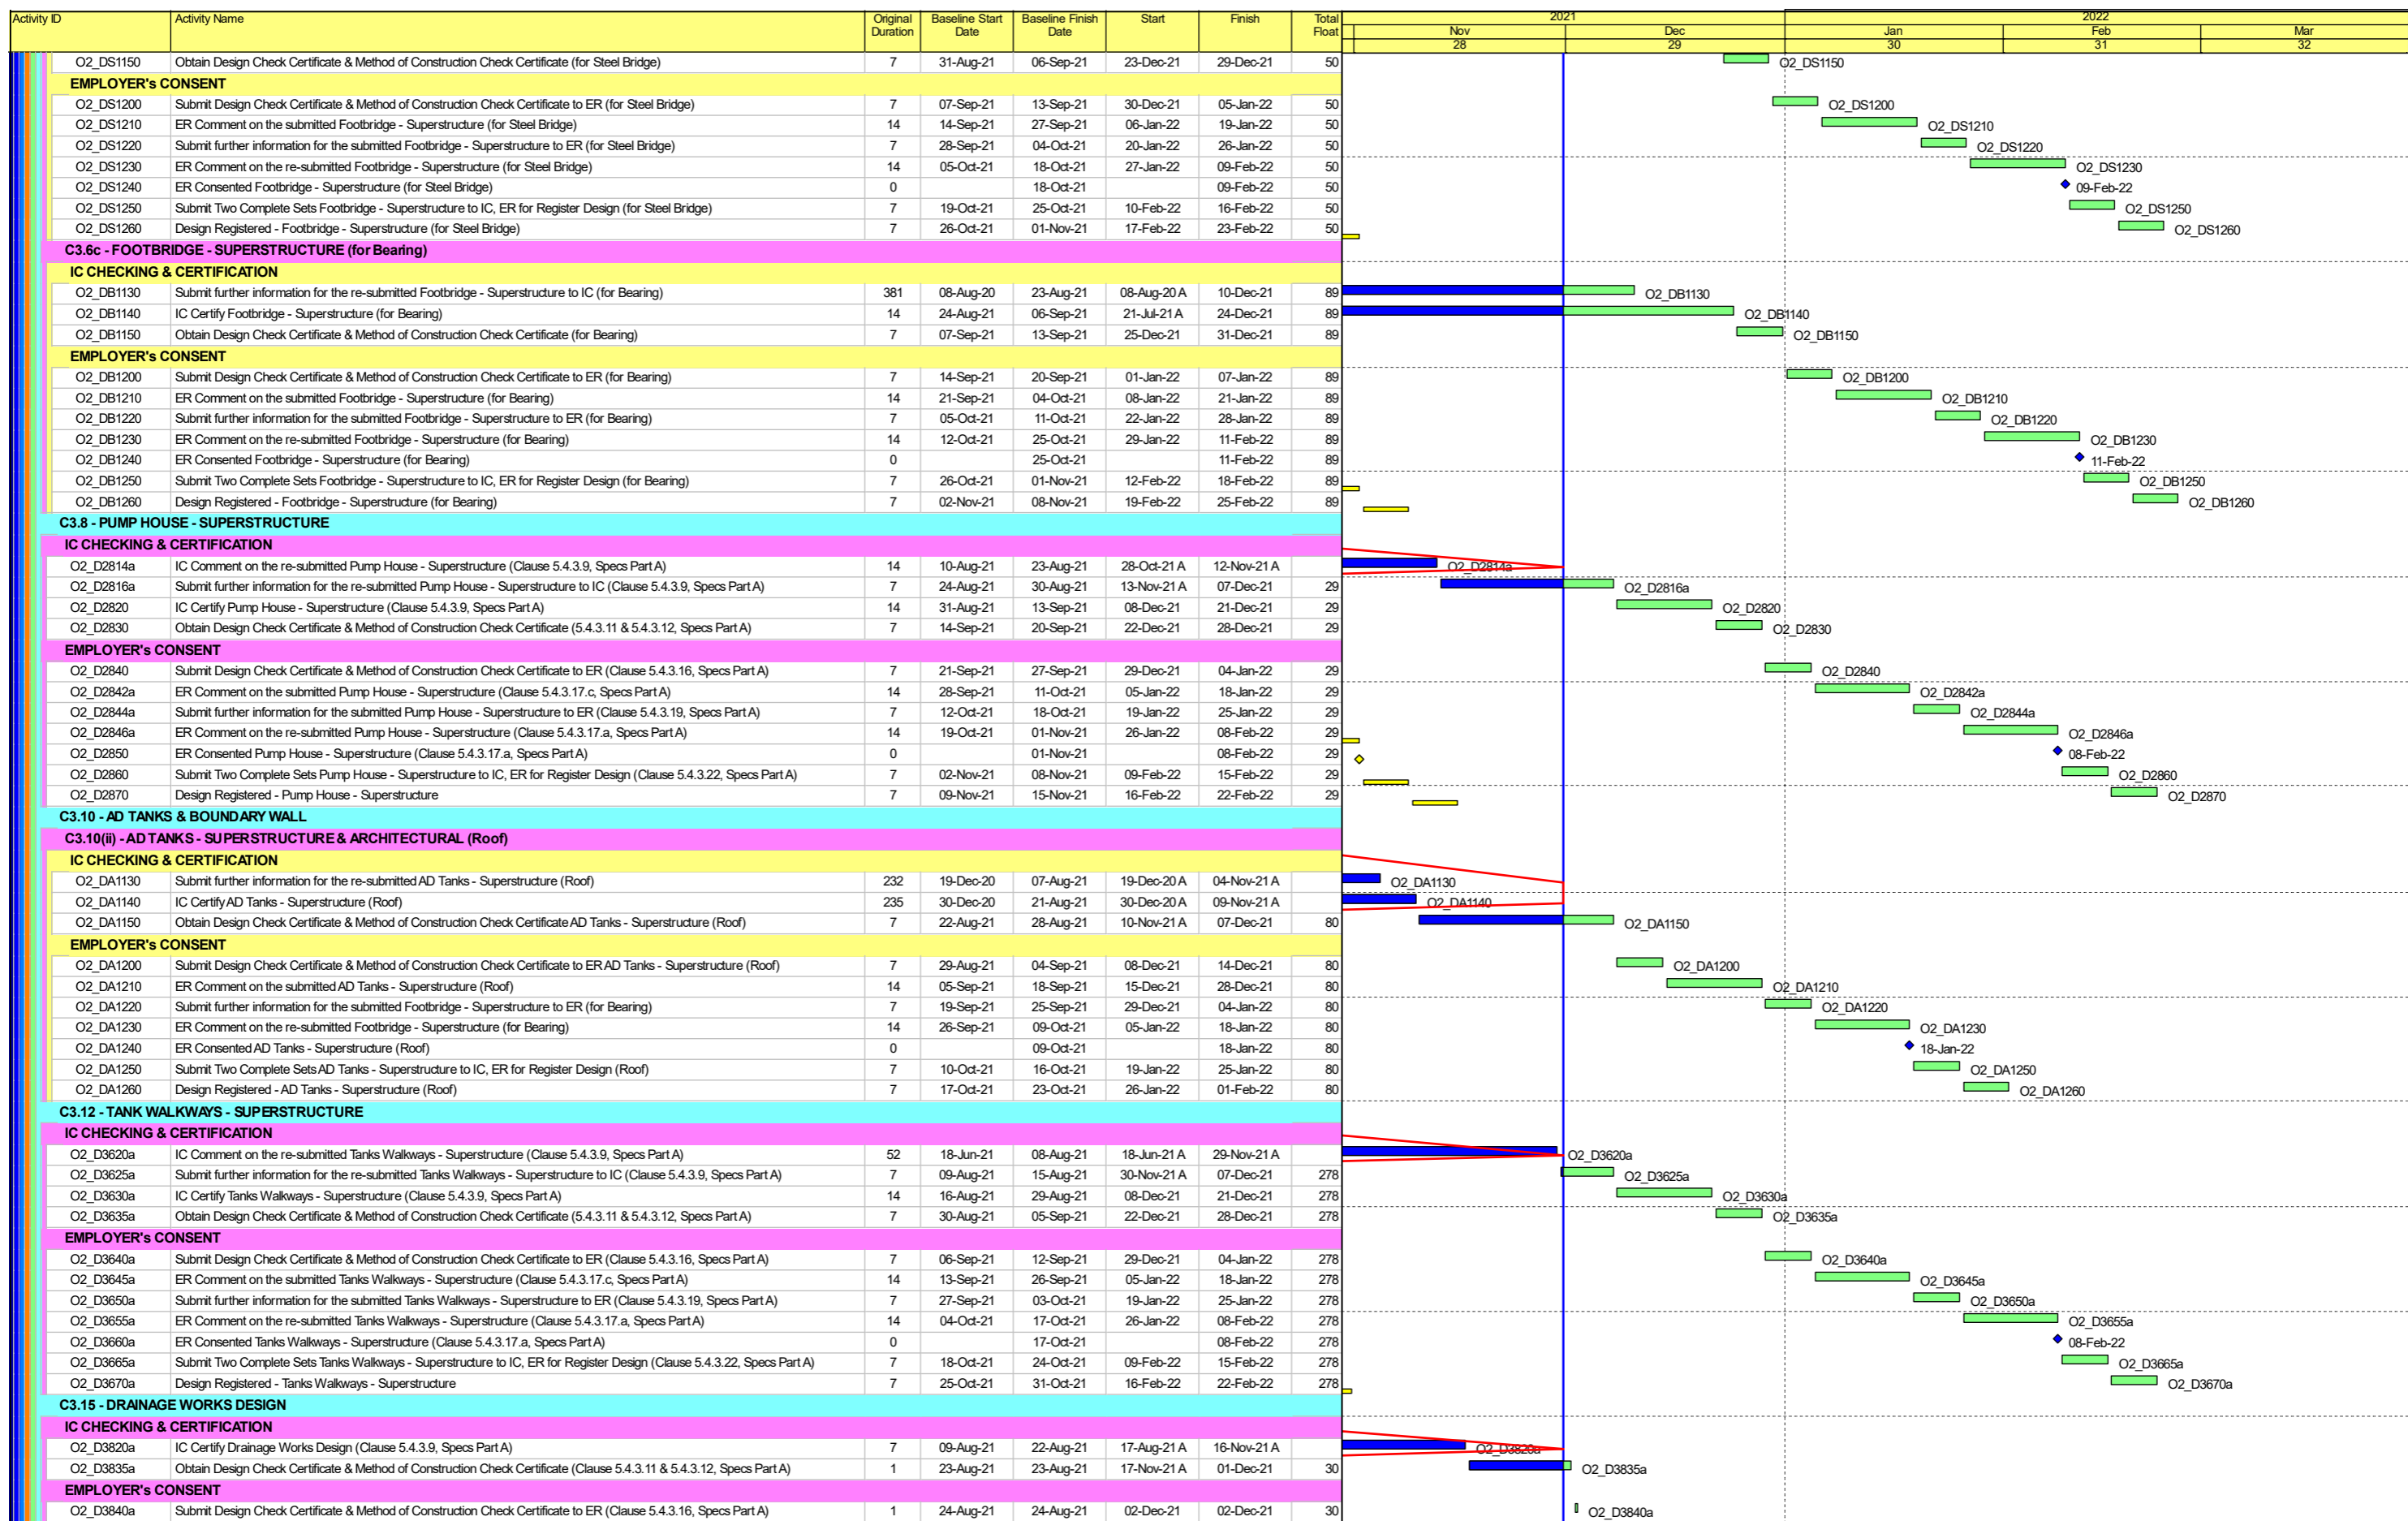 Activity ID Activity Name Original Duration Baseline Start Date Baseline Finish Date Start Finish Total Float 2021 2022
Nov Dec Jan Feb Mar
28 29 30 31 32
O2_DS1150 Obtain Design Check Certificate & Method of Construction Check Certificate (for Steel Bridge) 7 31-Aug-21 06-Sep-21 23-Dec-21 29-Dec-21 50 O2_DS1150
EMPLOYER's CONSENT
O2_DS1200 Submit Design Check Certificate & Method of Construction Check Certificate to ER (for Steel Bridge) 7 07-Sep-21 13-Sep-21 30-Dec-21 05-Jan-22 50 O2_DS1200
O2_DS1210 ER Comment on the submitted Footbridge - Superstructure (for Steel Bridge) 14 14-Sep-21 27-Sep-21 06-Jan-22 19-Jan-22 50 O2_DS1210
O2_DS1220 Submit further information for the submitted Footbridge - Superstructure to ER (for Steel Bridge) 7 28-Sep-21 04-Oct-21 20-Jan-22 26-Jan-22 50 O2_DS1220
O2_DS1230 ER Comment on the re-submitted Footbridge - Superstructure (for Steel Bridge) 14 05-Oct-21 18-Oct-21 27-Jan-22 09-Feb-22 50 O2_DS1230
O2_DS1240 ER Consented Footbridge - Superstructure (for Steel Bridge) 0 18-Oct-21 09-Feb-22 50 09-Feb-22
O2_DS1250 Submit Two Complete Sets Footbridge - Superstructure to IC, ER for Register Design (for Steel Bridge) 7 19-Oct-21 25-Oct-21 10-Feb-22 16-Feb-22 50 O2_DS1250
O2_DS1260 Design Registered - Footbridge - Superstructure (for Steel Bridge) 7 26-Oct-21 01-Nov-21 17-Feb-22 23-Feb-22 50 O2_DS1260
C3.6c - FOOTBRIDGE - SUPERSTRUCTURE (for Bearing)
IC CHECKING & CERTIFICATION
O2_DB1130 Submit further information for the re-submitted Footbridge - Superstructure to IC (for Bearing) 381 08-Aug-20 23-Aug-21 08-Aug-20 A 10-Dec-21 89 O2_DB1130
O2_DB1140 IC Certify Footbridge - Superstructure (for Bearing) 14 24-Aug-21 06-Sep-21 21-Jul-21 A 24-Dec-21 89 O2_DB1140
O2_DB1150 Obtain Design Check Certificate & Method of Construction Check Certificate (for Bearing) 7 07-Sep-21 13-Sep-21 25-Dec-21 31-Dec-21 89 O2_DB1150
EMPLOYER's CONSENT
O2_DB1200 Submit Design Check Certificate & Method of Construction Check Certificate to ER (for Bearing) 7 14-Sep-21 20-Sep-21 01-Jan-22 07-Jan-22 89 O2_DB1200
O2_DB1210 ER Comment on the submitted Footbridge - Superstructure (for Bearing) 14 21-Sep-21 04-Oct-21 08-Jan-22 21-Jan-22 89 O2_DB1210
O2_DB1220 Submit further information for the submitted Footbridge - Superstructure to ER (for Bearing) 7 05-Oct-21 11-Oct-21 22-Jan-22 28-Jan-22 89 O2_DB1220
O2_DB1230 ER Comment on the re-submitted Footbridge - Superstructure (for Bearing) 14 12-Oct-21 25-Oct-21 29-Jan-22 11-Feb-22 89 O2_DB1230
O2_DB1240 ER Consented Footbridge - Superstructure (for Bearing) 0 25-Oct-21 11-Feb-22 89 11-Feb-22
O2_DB1250 Submit Two Complete Sets Footbridge - Superstructure to IC, ER for Register Design (for Bearing) 7 26-Oct-21 01-Nov-21 12-Feb-22 18-Feb-22 89 O2_DB1250
O2_DB1260 Design Registered - Footbridge - Superstructure (for Bearing) 7 02-Nov-21 08-Nov-21 19-Feb-22 25-Feb-22 89 O2_DB1260
C3.8 - PUMP HOUSE - SUPERSTRUCTURE
IC CHECKING & CERTIFICATION
O2_D2814a IC Comment on the re-submitted Pump House - Superstructure (Clause 5.4.3.9, Specs Part A) 14 10-Aug-21 23-Aug-21 28-Oct-21 A 12-Nov-21 A O2_D2814a
O2_D2816a Submit further information for the re-submitted Pump House - Superstructure to IC (Clause 5.4.3.9, Specs Part A) 7 24-Aug-21 30-Aug-21 13-Nov-21 A 07-Dec-21 29 O2_D2816a
O2_D2820 IC Certify Pump House - Superstructure (Clause 5.4.3.9, Specs Part A) 14 31-Aug-21 13-Sep-21 08-Dec-21 21-Dec-21 29 O2_D2820
O2_D2830 Obtain Design Check Certificate & Method of Construction Check Certificate (5.4.3.11 & 5.4.3.12, Specs Part A) 7 14-Sep-21 20-Sep-21 22-Dec-21 28-Dec-21 29 O2_D2830
EMPLOYER's CONSENT
O2_D2840 Submit Design Check Certificate & Method of Construction Check Certificate to ER (Clause 5.4.3.16, Specs Part A) 7 21-Sep-21 27-Sep-21 29-Dec-21 04-Jan-22 29 O2_D2840
O2_D2842a ER Comment on the submitted Pump House - Superstructure (Clause 5.4.3.17.c, Specs Part A) 14 28-Sep-21 11-Oct-21 05-Jan-22 18-Jan-22 29 O2_D2842a
O2_D2844a Submit further information for the submitted Pump House - Superstructure to ER (Clause 5.4.3.19, Specs Part A) 7 12-Oct-21 18-Oct-21 19-Jan-22 25-Jan-22 29 O2_D2844a
O2_D2846a ER Comment on the re-submitted Pump House - Superstructure (Clause 5.4.3.17.a, Specs Part A) 14 19-Oct-21 01-Nov-21 26-Jan-22 08-Feb-22 29 O2_D2846a
O2_D2850 ER Consented Pump House - Superstructure (Clause 5.4.3.17.a, Specs Part A) 0 01-Nov-21 08-Feb-22 29 08-Feb-22
O2_D2860 Submit Two Complete Sets Pump House - Superstructure to IC, ER for Register Design (Clause 5.4.3.22, Specs Part A) 7 02-Nov-21 08-Nov-21 09-Feb-22 15-Feb-22 29 O2_D2860
O2_D2870 Design Registered - Pump House - Superstructure 7 09-Nov-21 15-Nov-21 16-Feb-22 22-Feb-22 29 O2_D2870
C3.10 - AD TANKS & BOUNDARY WALL
C3.10(ii) - AD TANKS - SUPERSTRUCTURE & ARCHITECTURAL (Roof)
IC CHECKING & CERTIFICATION
O2_DA1130 Submit further information for the re-submitted AD Tanks - Superstructure (Roof) 232 19-Dec-20 07-Aug-21 19-Dec-20 A 04-Nov-21 A O2_DA1130
O2_DA1140 IC Certify AD Tanks - Superstructure (Roof) 235 30-Dec-20 21-Aug-21 30-Dec-20 A 09-Nov-21 A O2_DA1140
O2_DA1150 Obtain Design Check Certificate & Method of Construction Check Certificate AD Tanks - Superstructure (Roof) 7 22-Aug-21 28-Aug-21 10-Nov-21 A 07-Dec-21 80 O2_DA1150
EMPLOYER's CONSENT
O2_DA1200 Submit Design Check Certificate & Method of Construction Check Certificate to ER AD Tanks - Superstructure (Roof) 7 29-Aug-21 04-Sep-21 08-Dec-21 14-Dec-21 80 O2_DA1200
O2_DA1210 ER Comment on the submitted AD Tanks - Superstructure (Roof) 14 05-Sep-21 18-Sep-21 15-Dec-21 28-Dec-21 80 O2_DA1210
O2_DA1220 Submit further information for the submitted Footbridge - Superstructure to ER (for Bearing) 7 19-Sep-21 25-Sep-21 29-Dec-21 04-Jan-22 80 O2_DA1220
O2_DA1230 ER Comment on the re-submitted Footbridge - Superstructure (for Bearing) 14 26-Sep-21 09-Oct-21 05-Jan-22 18-Jan-22 80 O2_DA1230
O2_DA1240 ER Consented AD Tanks - Superstructure (Roof) 0 09-Oct-21 18-Jan-22 80 18-Jan-22
O2_DA1250 Submit Two Complete Sets AD Tanks - Superstructure to IC, ER for Register Design (Roof) 7 10-Oct-21 16-Oct-21 19-Jan-22 25-Jan-22 80 O2_DA1250
O2_DA1260 Design Registered - AD Tanks - Superstructure (Roof) 7 17-Oct-21 23-Oct-21 26-Jan-22 01-Feb-22 80 O2_DA1260
C3.12 - TANK WALKWAYS - SUPERSTRUCTURE
IC CHECKING & CERTIFICATION
O2_D3620a IC Comment on the re-submitted Tanks Walkways - Superstructure (Clause 5.4.3.9, Specs Part A) 52 18-Jun-21 08-Aug-21 18-Jun-21 A 29-Nov-21 A O2_D3620a
O2_D3625a Submit further information for the re-submitted Tanks Walkways - Superstructure to IC (Clause 5.4.3.9, Specs Part A) 7 09-Aug-21 15-Aug-21 30-Nov-21 A 07-Dec-21 278 O2_D3625a
O2_D3630a IC Certify Tanks Walkways - Superstructure (Clause 5.4.3.9, Specs Part A) 14 16-Aug-21 29-Aug-21 08-Dec-21 21-Dec-21 278 O2_D3630a
O2_D3635a Obtain Design Check Certificate & Method of Construction Check Certificate (5.4.3.11 & 5.4.3.12, Specs Part A) 7 30-Aug-21 05-Sep-21 22-Dec-21 28-Dec-21 278 O2_D3635a
EMPLOYER's CONSENT
O2_D3640a Submit Design Check Certificate & Method of Construction Check Certificate to ER (Clause 5.4.3.16, Specs Part A) 7 06-Sep-21 12-Sep-21 29-Dec-21 04-Jan-22 278 O2_D3640a
O2_D3645a ER Comment on the submitted Tanks Walkways - Superstructure (Clause 5.4.3.17.c, Specs Part A) 14 13-Sep-21 26-Sep-21 05-Jan-22 18-Jan-22 278 O2_D3645a
O2_D3650a Submit further information for the submitted Tanks Walkways - Superstructure to ER (Clause 5.4.3.19, Specs Part A) 7 27-Sep-21 03-Oct-21 19-Jan-22 25-Jan-22 278 O2_D3650a
O2_D3655a ER Comment on the re-submitted Tanks Walkways - Superstructure (Clause 5.4.3.17.a, Specs Part A) 14 04-Oct-21 17-Oct-21 26-Jan-22 08-Feb-22 278 O2_D3655a
O2_D3660a ER Consented Tanks Walkways - Superstructure (Clause 5.4.3.17.a, Specs Part A) 0 17-Oct-21 08-Feb-22 278 08-Feb-22
O2_D3665a Submit Two Complete Sets Tanks Walkways - Superstructure to IC, ER for Register Design (Clause 5.4.3.22, Specs Part A) 7 18-Oct-21 24-Oct-21 09-Feb-22 15-Feb-22 278 O2_D3665a
O2_D3670a Design Registered - Tanks Walkways - Superstructure 7 25-Oct-21 31-Oct-21 16-Feb-22 22-Feb-22 278 O2_D3670a
C3.15 - DRAINAGE WORKS DESIGN
IC CHECKING & CERTIFICATION
O2_D3820a IC Certify Drainage Works Design (Clause 5.4.3.9, Specs Part A) 7 09-Aug-21 22-Aug-21 17-Aug-21 A 16-Nov-21 A O2_D3820a
O2_D3835a Obtain Design Check Certificate & Method of Construction Check Certificate (Clause 5.4.3.11 & 5.4.3.12, Specs Part A) 1 23-Aug-21 23-Aug-21 17-Nov-21 A 01-Dec-21 30 O2_D3835a
EMPLOYER's CONSENT
O2_D3840a Submit Design Check Certificate & Method of Construction Check Certificate to ER (Clause 5.4.3.16, Specs Part A) 1 24-Aug-21 24-Aug-21 02-Dec-21 02-Dec-21 30 O2_D3840a